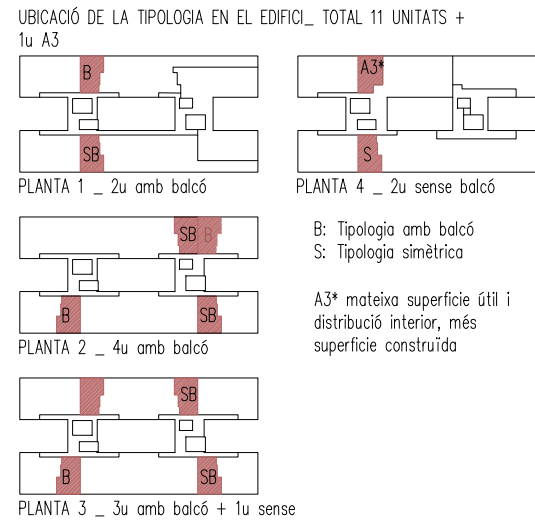 UBICACIÓ DE LA TIPOLOGIA EN EL EDIFICI_ TOTAL 11 UNITATS +
1u A3
B
SB
PLANTA 1 _ 2u amb balcó
A3*
S
PLANTA 4 _ 2u sense balcó
SB B
B
SB
PLANTA 2 _ 4u amb balcó
B: Tipologia amb balcó
S: Tipologia simètrica
A3* mateixa superficie útil i
distribució interior, més
superficie construïda
SB
B
SB
PLANTA 3 _ 3u amb balcó + 1u sense